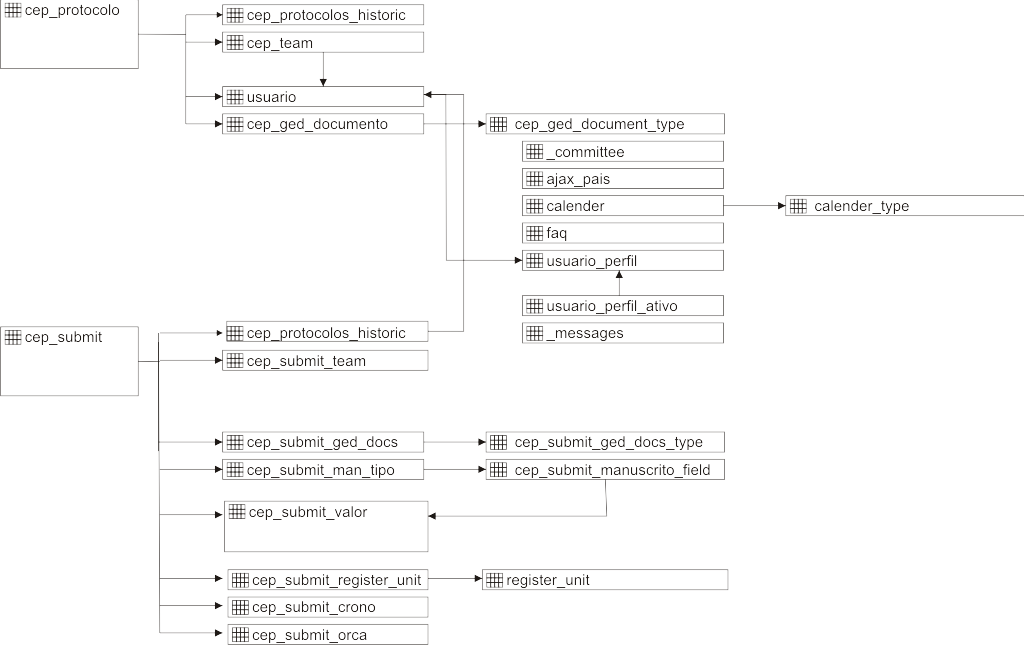 cep_protocolo
cep_protocolos_historic
cep_team
usuario
cep_ged_documento
cep_ged_document_type
_committee
ajax_pais
calender
calender_type
faq
usuario_perfil
usuario_perfil_ativo
_messages
cep_submit
cep_protocolos_historic
cep_submit_team
cep_submit_ged_docs
cep_submit_ged_docs_type
cep_submit_man_tipo
cep_submit_manuscrito_field
cep_submit_valor
cep_submit_register_unit
register_unit
cep_submit_crono
cep_submit_orca